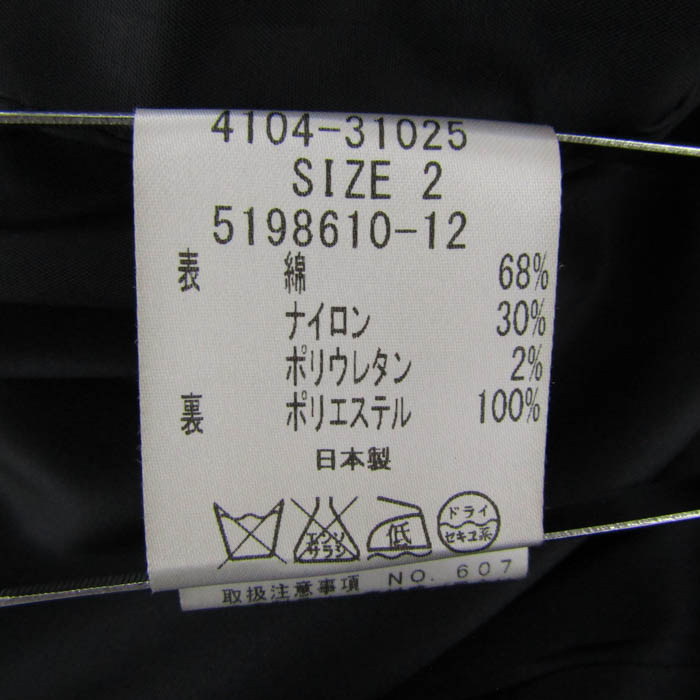 4104-31025
SIZE 2
5198610-12
表 綿 68%
ナイロン 30%
ポリウレタン 2%
裏 ポリエステル 100%
日本製
エンソ サラシ 低 ドライ セキユ系
取扱注意事項 NO. 607